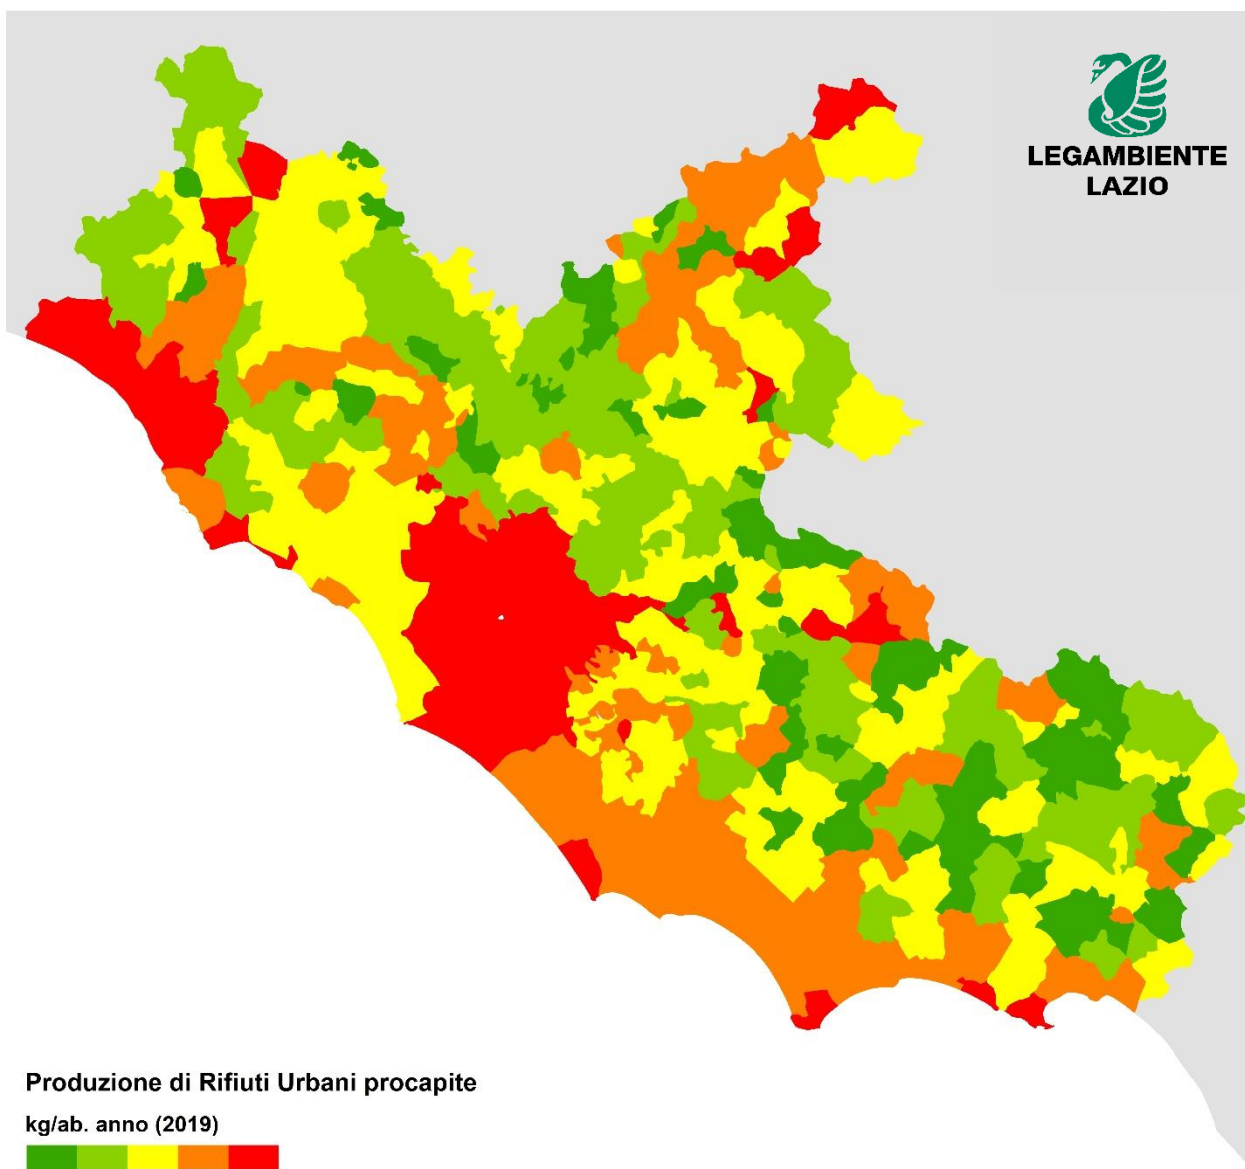 LEGAMBIENTE
LAZIO
Produzione di Rifiuti Urbani procapite
kg/ab. anno (2019)